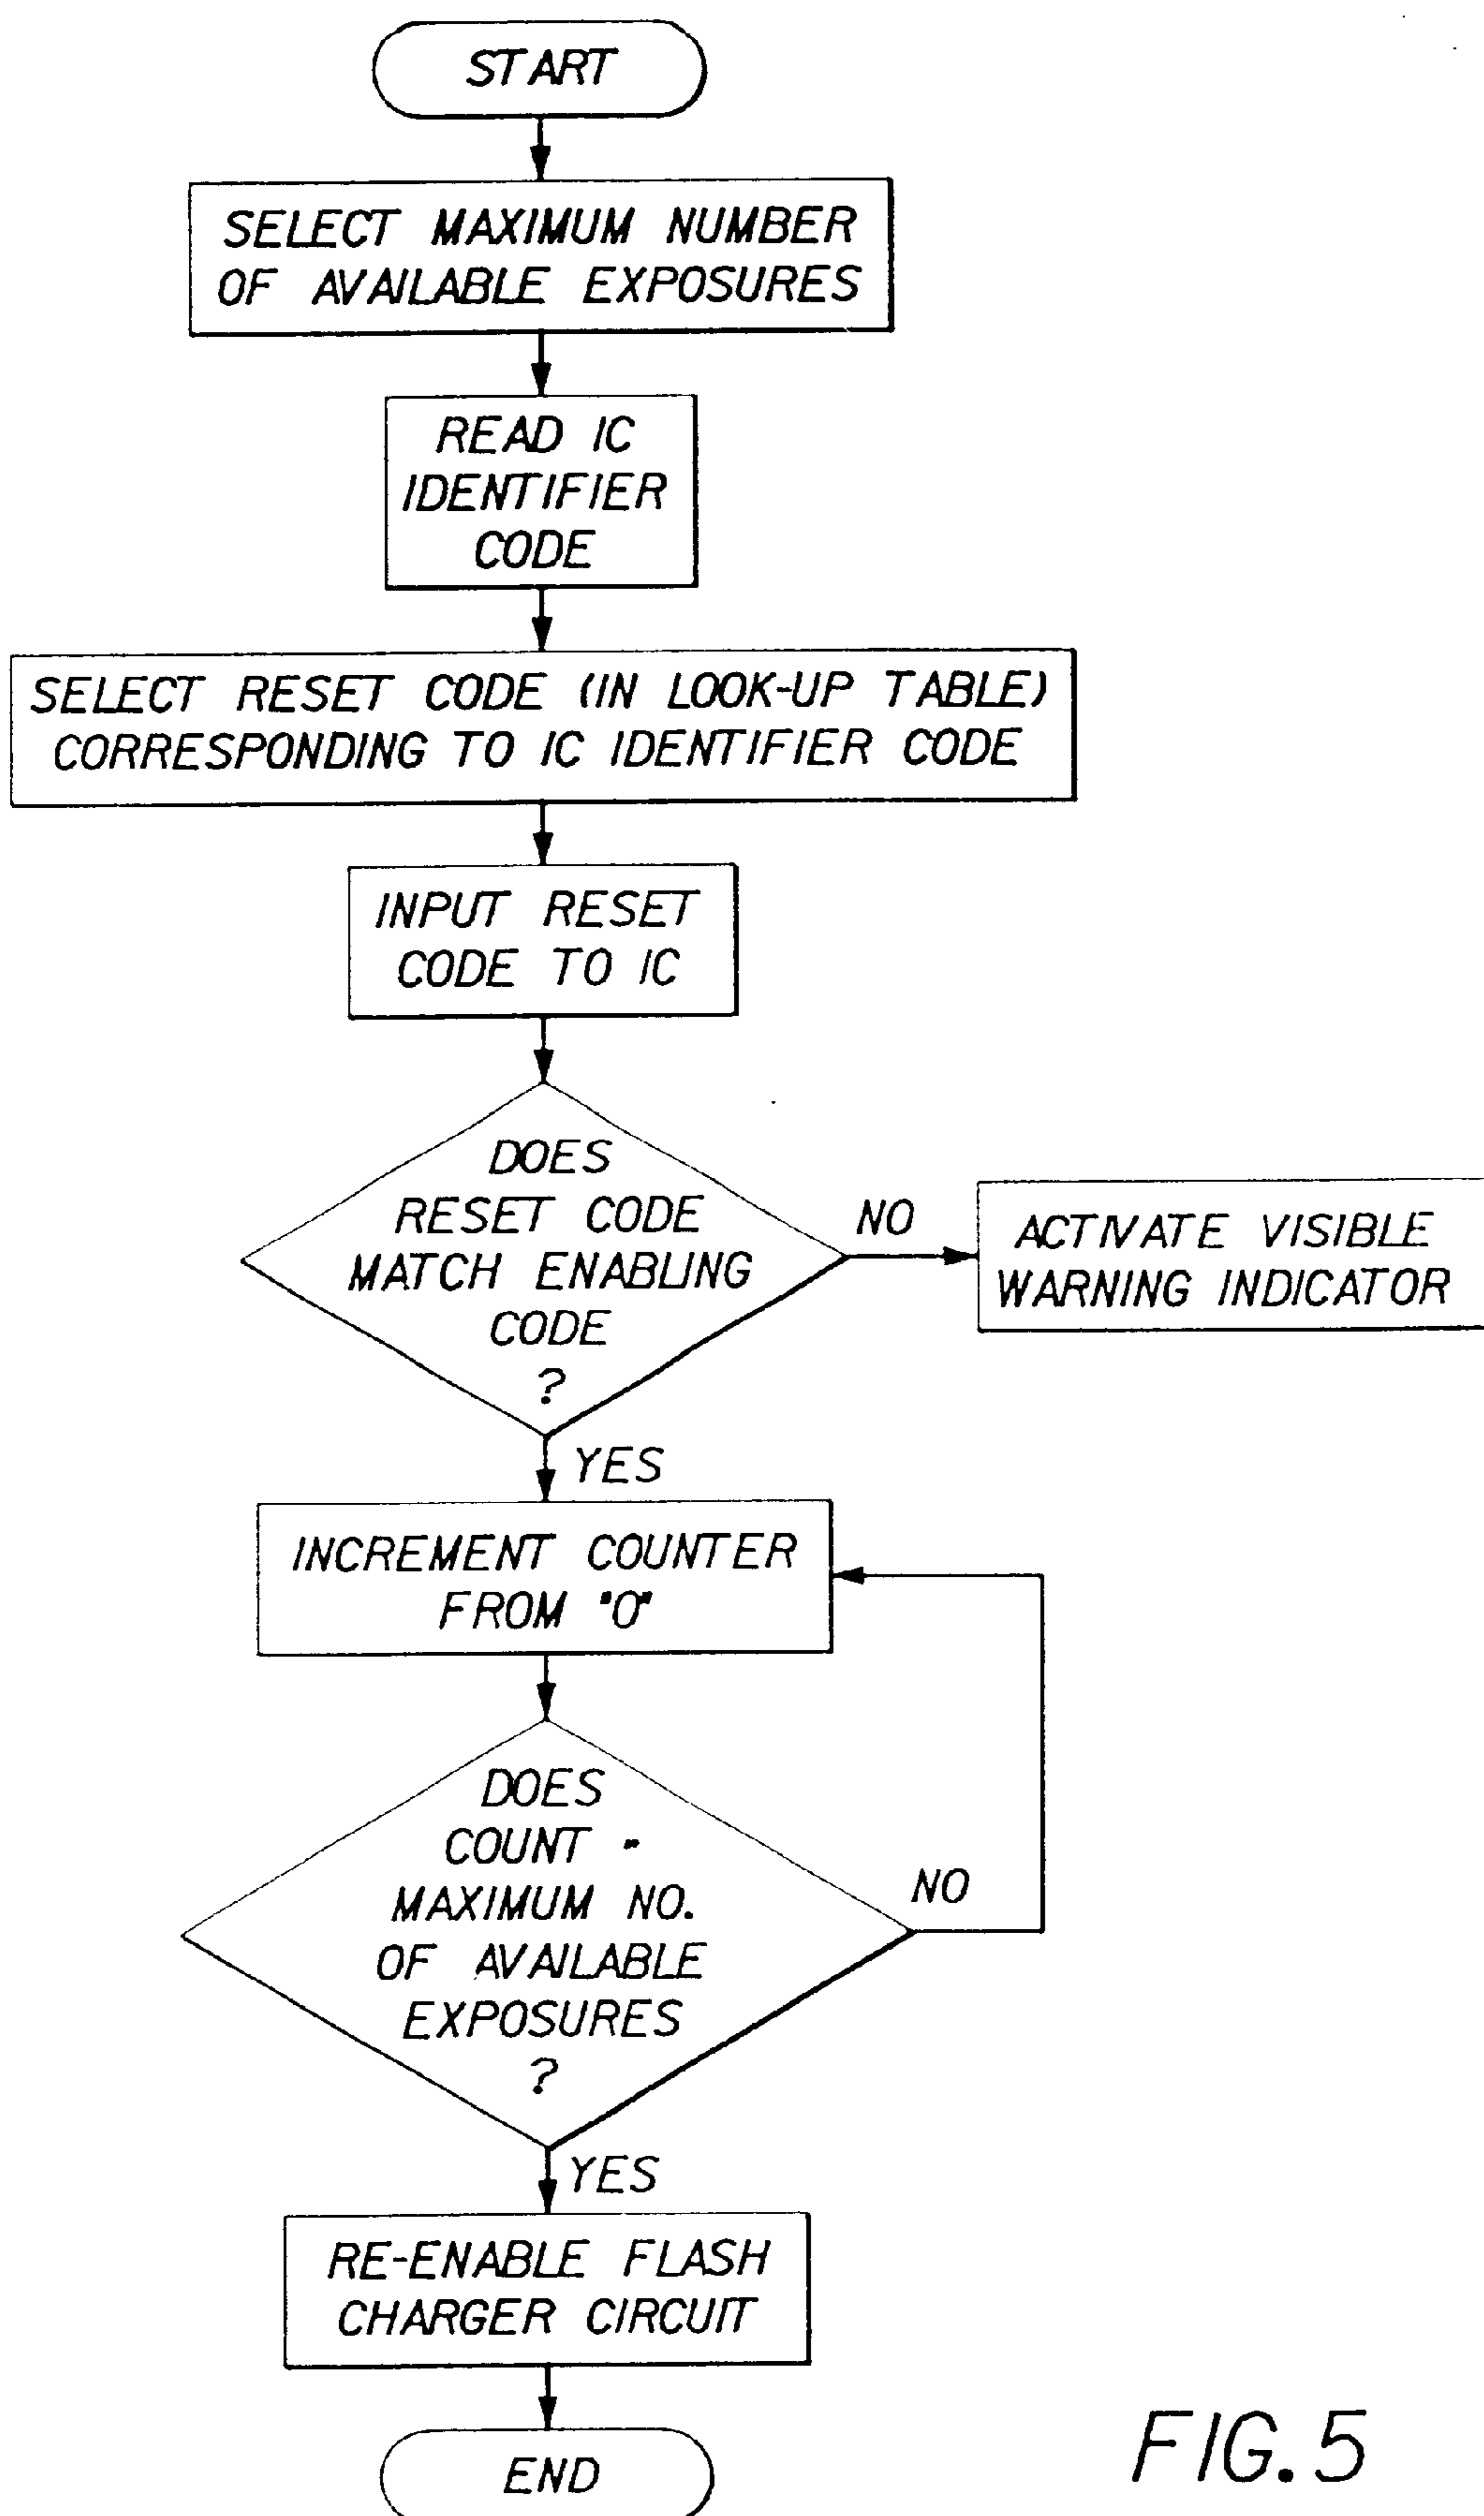 START
SELECT MAXIMUM NUMBER
OF AVAILABLE EXPOSURES
READ IC
IDENTIFIER
CODE
SELECT RESET CODE (IN LOOK-UP TABLE)
CORRESPONDING TO IC IDENTIFIER CODE
INPUT RESET
CODE TO IC
DOES
RESET CODE
MATCH ENABLING
CODE
?
NO
ACTIVATE VISIBLE
WARNING INDICATOR
YES
INCREMENT COUNTER
FROM "0"
DOES
COUNT =
MAXIMUM NO.
OF AVAILABLE
EXPOSURES
?
NO
YES
RE-ENABLE FLASH
CHARGER CIRCUIT
END
FIG. 5